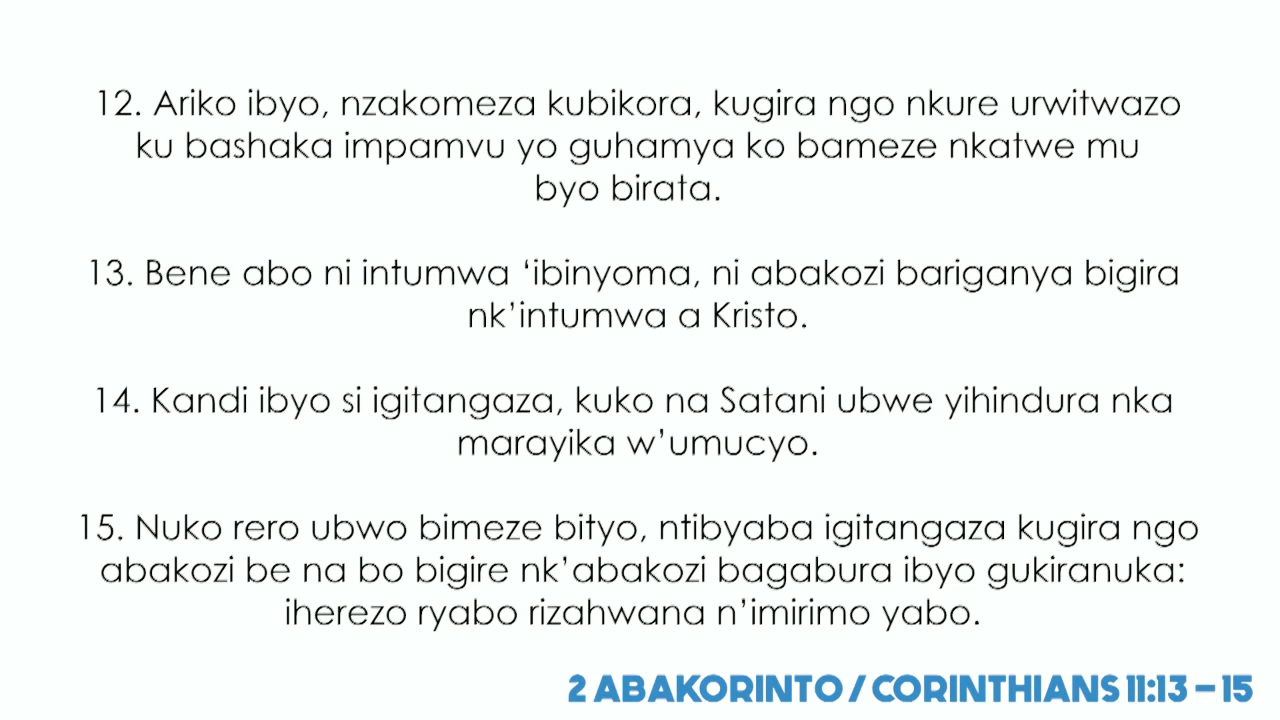 12. Ariko ibyo, nzakomeza kubikora, kugira ngo nkure urwitwazo
ku bashaka impamvu yo guhamya ko bameze nkatwe mu
byo birata.
13. Bene abo ni intumwa ‘ibinyoma, ni abakozi bariganya bigira
nk’intumwa a Kristo.
14. Kandi ibyo si igitangaza, kuko na Satani ubwe yihindura nka
marayika w’umucyo.
15. Nuko rero ubwo bimeze bityo, ntibyaba igitangaza kugira ngo
abakozi be na bo bigire nk’abakozi bagabura ibyo gukiranuka:
iherezo ryabo rizahwana n’imirimo yabo.
2 ABAKORINTO / CORINTHIANS 11:13 – 15